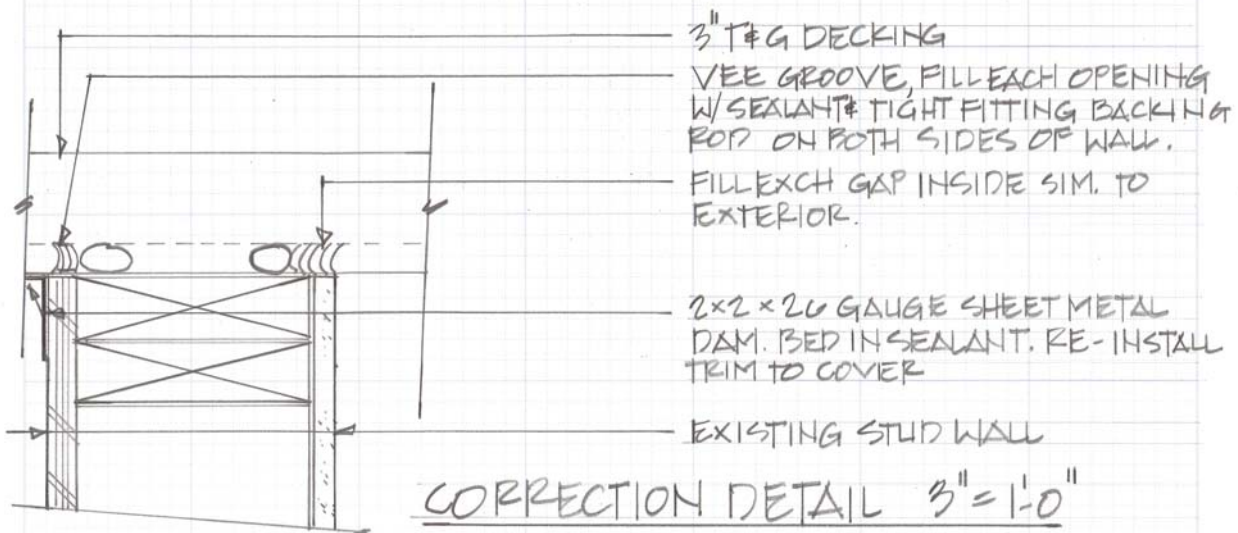 3" T&G DECKING
VEE GROOVE, FILL EACH OPENING
W/ SEALANT & TIGHT FITTING BACKING
ROD ON BOTH SIDES OF WALL.
FILL EACH GAP INSIDE SIM. TO
EXTERIOR.
2x2 x 26 GAUGE SHEET METAL
DAM. BED IN SEALANT. RE-INSTALL
TRIM TO COVER
EXISTING STUD WALL
CORRECTION DETAIL 3"=1'-0"